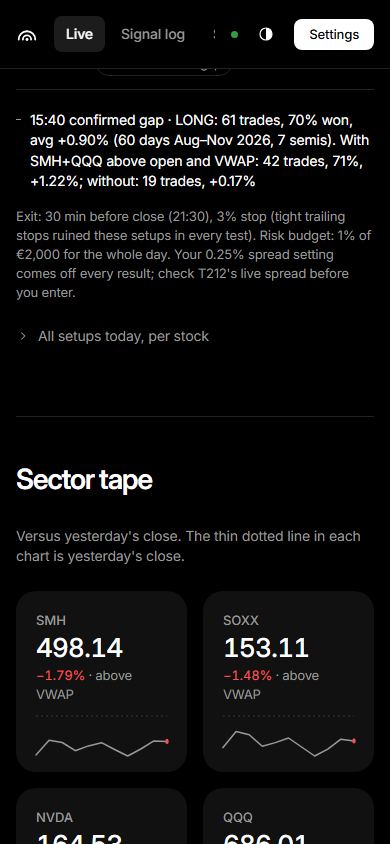 Live
Signal log
Settings
15:40 confirmed gap · LONG: 61 trades, 70% won,
avg +0.90% (60 days Aug–Nov 2026, 7 semis). With
SMH+QQQ above open and VWAP: 42 trades, 71%,
+1.22%; without: 19 trades, +0.17%
Exit: 30 min before close (21:30), 3% stop (tight trailing
stops ruined these setups in every test). Risk budget: 1% of
€2,000 for the whole day. Your 0.25% spread setting
comes off every result; check T212's live spread before
you enter.
All setups today, per stock
Sector tape
Versus yesterday's close. The thin dotted line in each
chart is yesterday's close.
SMH
498.14
−1.79% · above
VWAP
SOXX
153.11
−1.48% · above
VWAP
NVDA
164.53
QQQ
686.01